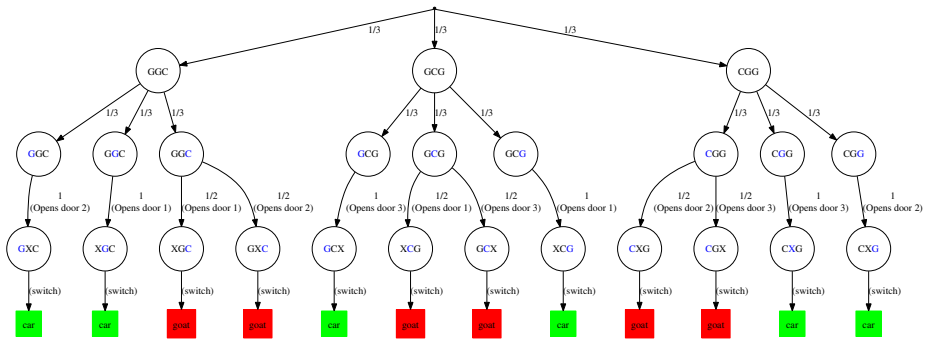 1/3 1/3 1/3
GGC GCG CGG
1/3 1/3 1/3 1/3 1/3 1/3 1/3 1/3 1/3
GGC GGC GGC GCG GCG GCG CGG CGG CGG
1 1 1/2 1/2 1 1/2 1/2 1 1/2 1/2 1 1
(Opens door 2) (Opens door 1) (Opens door 1) (Opens door 2) (Opens door 3) (Opens door 1) (Opens door 3) (Opens door 1) (Opens door 2) (Opens door 3) (Opens door 3) (Opens door 2)
GXC XGC XGC GXC GCX XCG GCX XCG CXG CGX CXG CXG
(switch) (switch) (switch) (switch) (switch) (switch) (switch) (switch) (switch) (switch) (switch) (switch)
car car goat goat car goat goat car goat goat car car